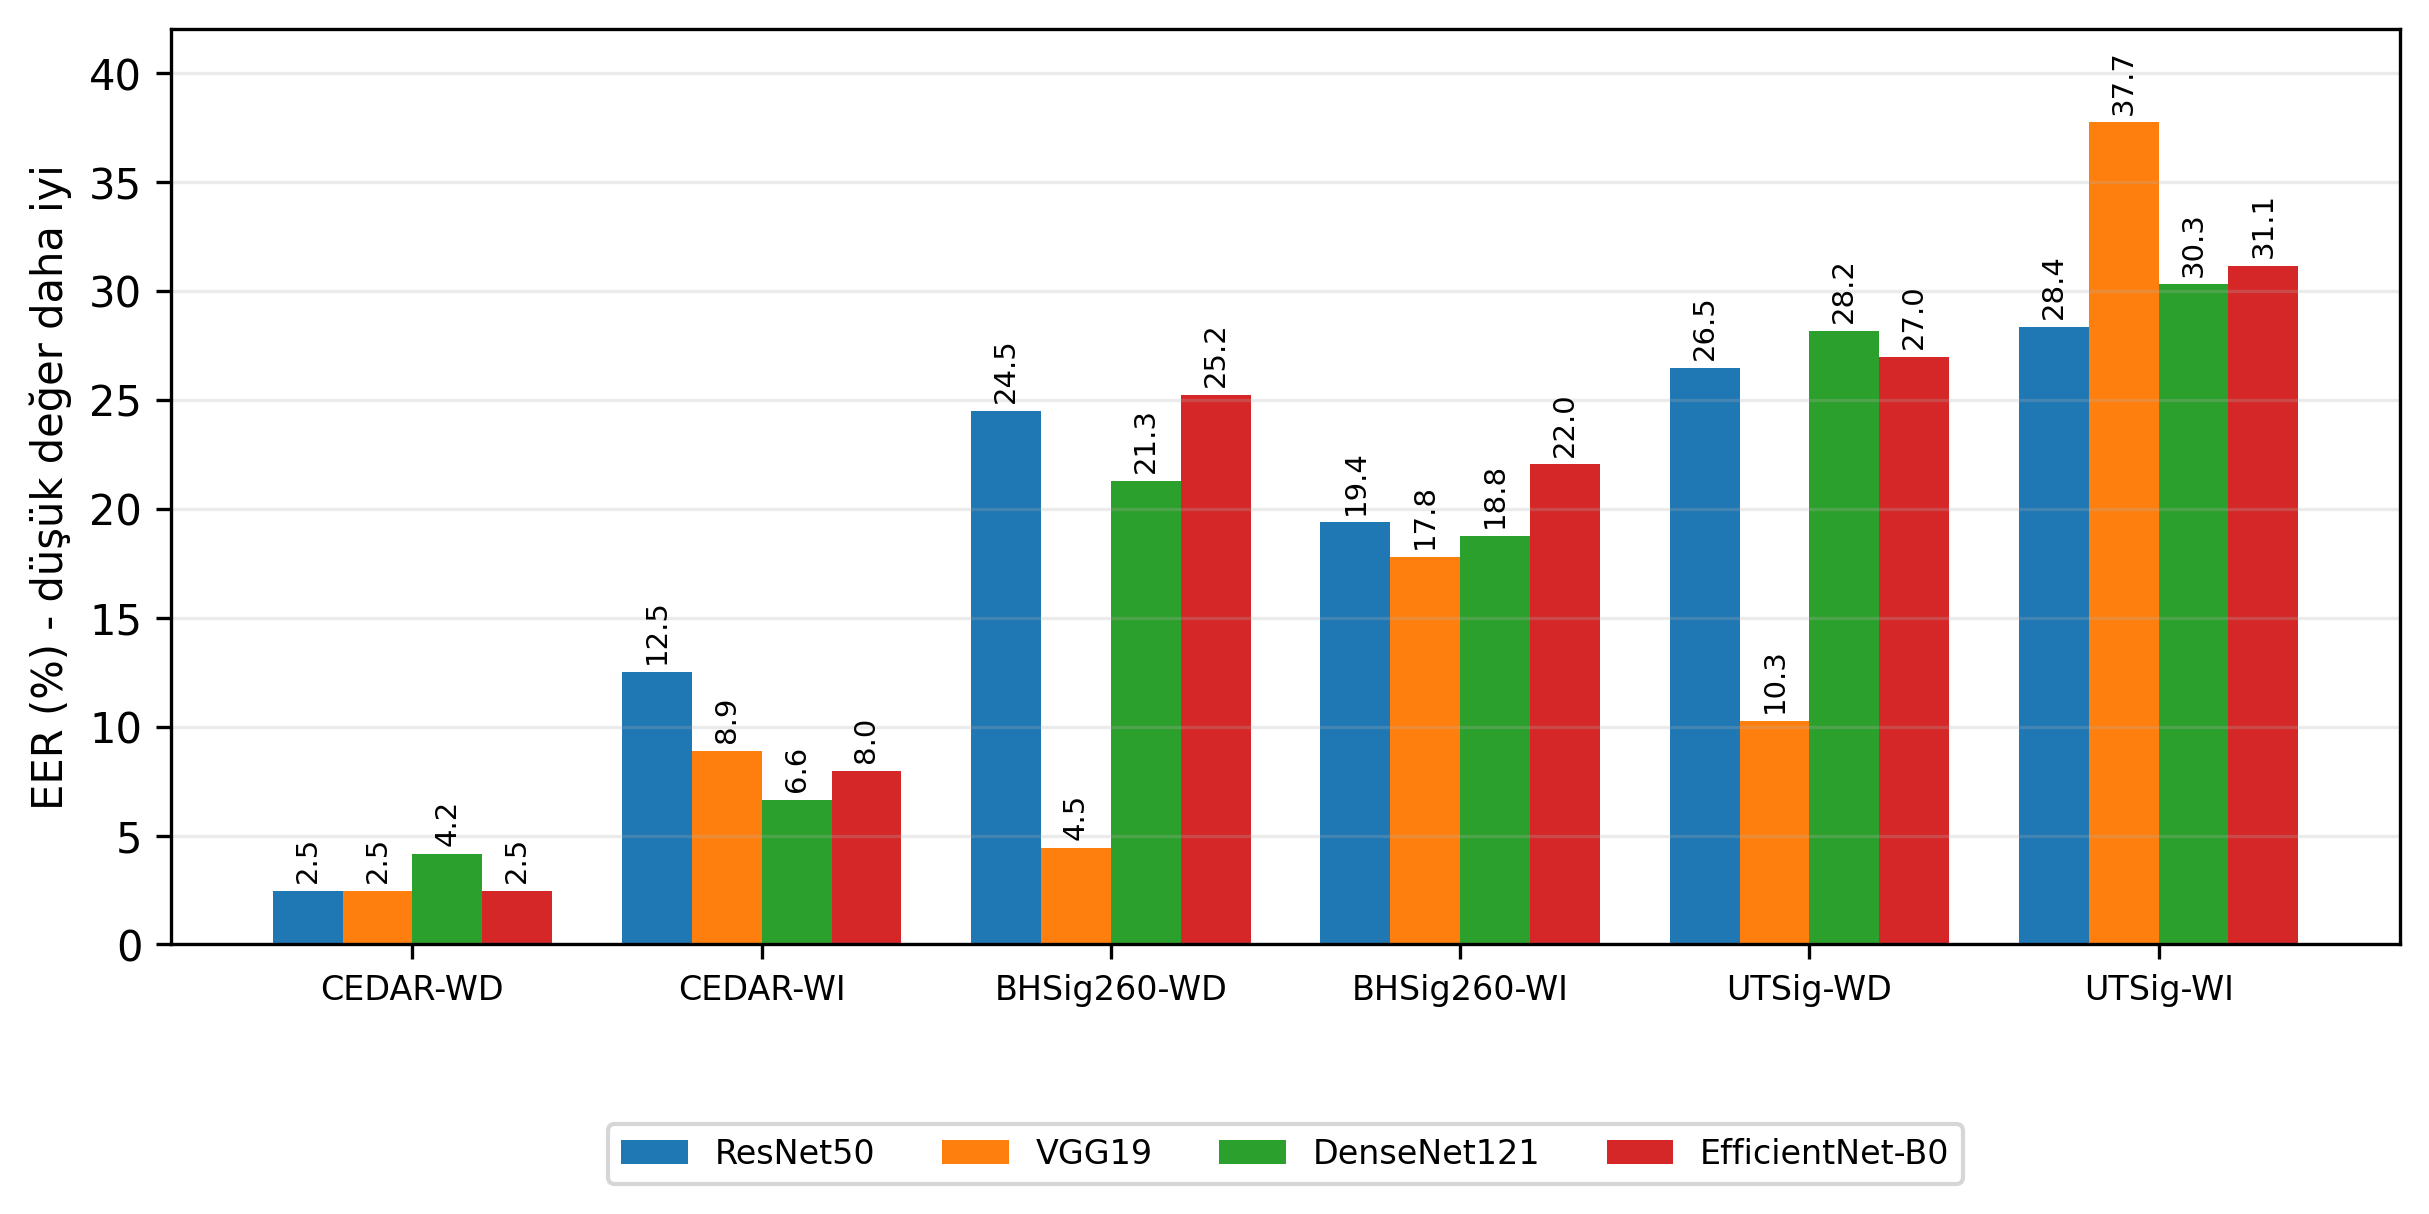 EER (%) - düşük değer daha iyi
40
35
30
25
20
15
10
5
0
2.5 2.5 4.2 2.5
12.5 8.9 6.6 8.0
24.5 4.5 21.3 25.2
19.4 17.8 18.8 22.0
26.5 10.3 28.2 27.0
28.4 37.7 30.3 31.1
CEDAR-WD CEDAR-WI BHSig260-WD BHSig260-WI UTSig-WD UTSig-WI
ResNet50 VGG19 DenseNet121 EfficientNet-B0